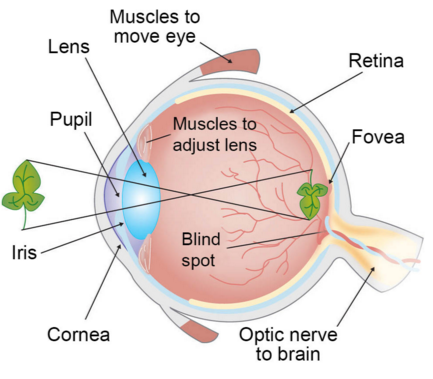 Muscles to
move eye
Lens
Retina
Pupil
Muscles to
adjust lens
Fovea
Iris
Blind
spot
Cornea
Optic nerve
to brain